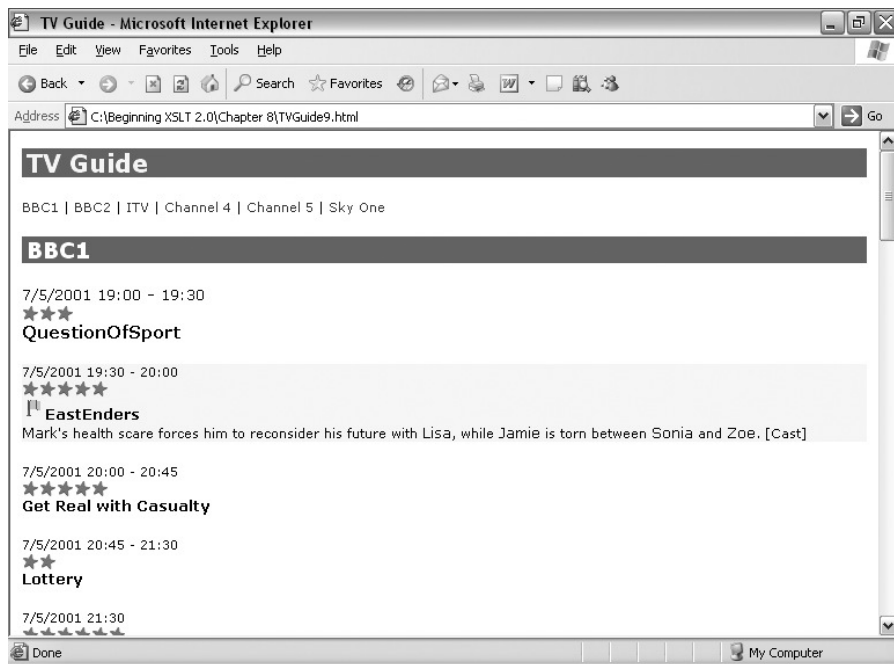 TV Guide - Microsoft Internet Explorer
File Edit View Favorites Tools Help
Back Search Favorites
Address C:\Beginning XSLT 2.0\Chapter 8\TVGuide9.html Go
TV Guide
BBC1 | BBC2 | ITV | Channel 4 | Channel 5 | Sky One
BBC1
7/5/2001 19:00 - 19:30
QuestionOfSport
7/5/2001 19:30 - 20:00
EastEnders
Mark's health scare forces him to reconsider his future with Lisa, while Jamie is torn between Sonia and Zoe. [Cast]
7/5/2001 20:00 - 20:45
Get Real with Casualty
7/5/2001 20:45 - 21:30
Lottery
7/5/2001 21:30
Done My Computer